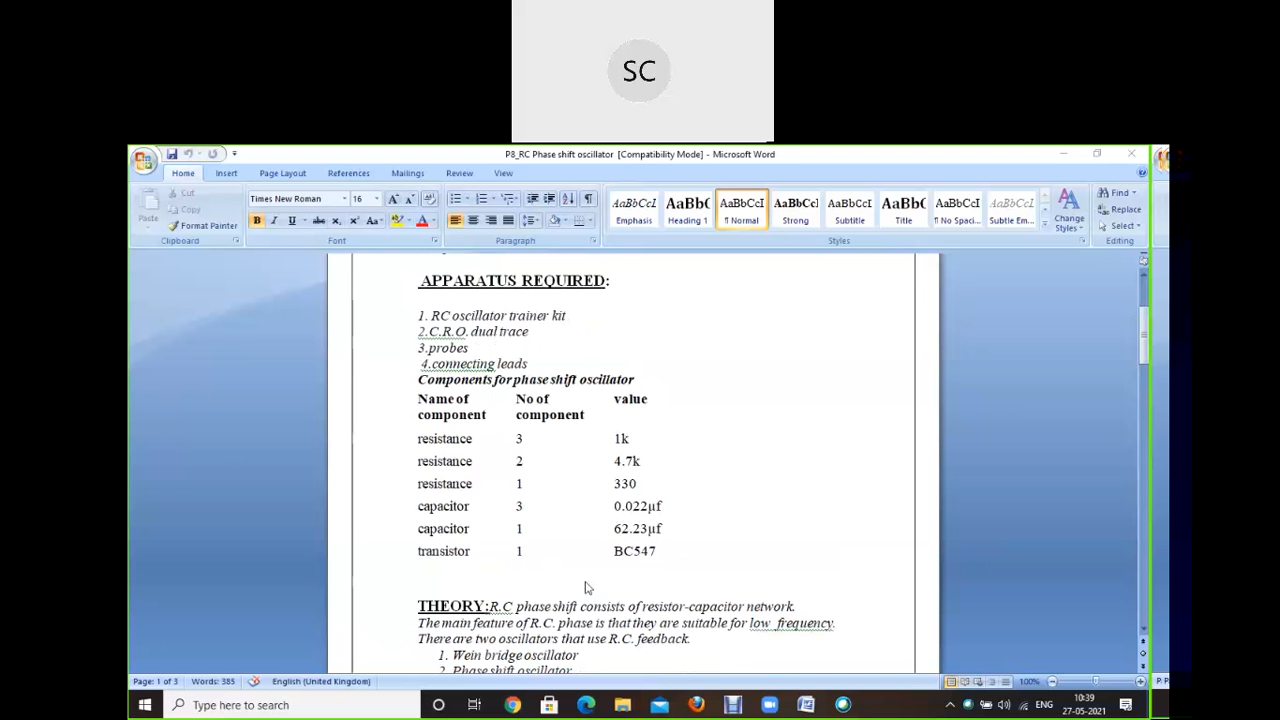 SC
P8_RC Phase shift oscillator [Compatibility Mode] - Microsoft Word
Home Insert Page Layout References Mailings Review View
Paste
Cut
Copy
Format Painter
Clipboard
Times New Roman 16
Font
Paragraph
AaBbCcI AaBbC AaBbCcI AaBbCc AaBbCcI AaBbC AaBbCcI AaBbCcI
Emphasis Heading 1 ¶ Normal Strong Subtitle Title ¶ No Spaci... Subtle Em...
Styles
Change Styles
Find
Replace
Select
Editing
APPARATUS REQUIRED:
1. RC oscillator trainer kit
2.C.R.O. dual trace
3.probes
4.connecting leads
Components for phase shift oscillator
Name of No of value
component component
resistance 3 1k
resistance 2 4.7k
resistance 1 330
capacitor 3 0.022µf
capacitor 1 62.23µf
transistor 1 BC547
THEORY:R.C phase shift consists of resistor-capacitor network.
The main feature of R.C. phase is that they are suitable for low frequency.
There are two oscillators that use R.C. feedback.
1. Wein bridge oscillator
2. Phase shift oscillator
Page: 1 of 3 Words: 385 English (United Kingdom) 100%
Type here to search
ENG
10:39
27-05-2021